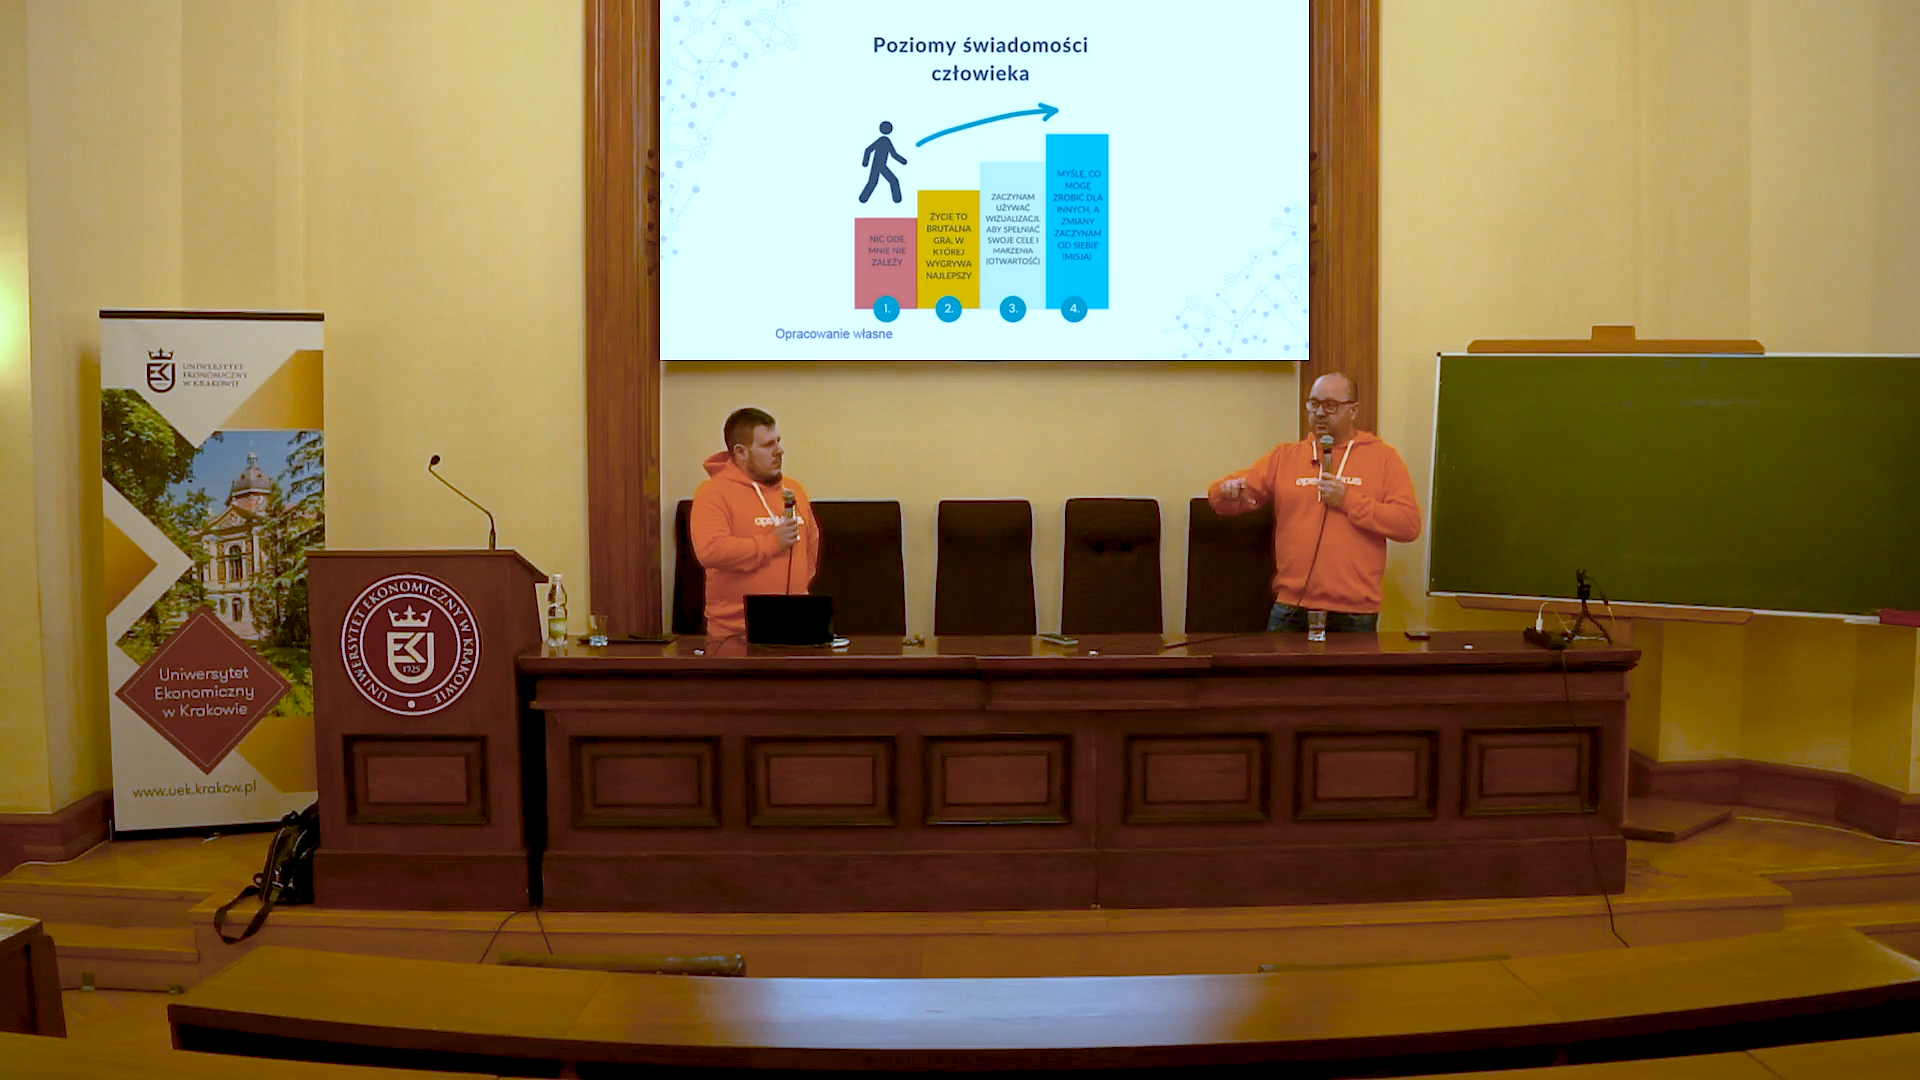 Poziomy świadomości
człowieka
NIC ODE
MNIE NIE
ZALEŻY
ŻYCIE TO
BRUTALNA
GRA, W
KTÓREJ
WYGRYWA
NAJLEPSZY
ZACZYNAM
UŻYWAĆ
WIZUALIZACJI,
ABY SPEŁNIAĆ
SWOJE CELE I
MARZENIA
(OTWARTOŚĆ)
MYŚLĘ, CO
MOGĘ
ZROBIĆ DLA
INNYCH, A
ZMIANY
ZACZYNAM
OD SIEBIE
(MISJA)
1.
2.
3.
4.
Opracowanie własne
UNIWERSYTET
EKONOMICZNY
W KRAKOWIE
Uniwersytet
Ekonomiczny
w Krakowie
www.uek.krakow.pl
UNIWERSYTET EKONOMICZNY W KRAKOWIE
1925